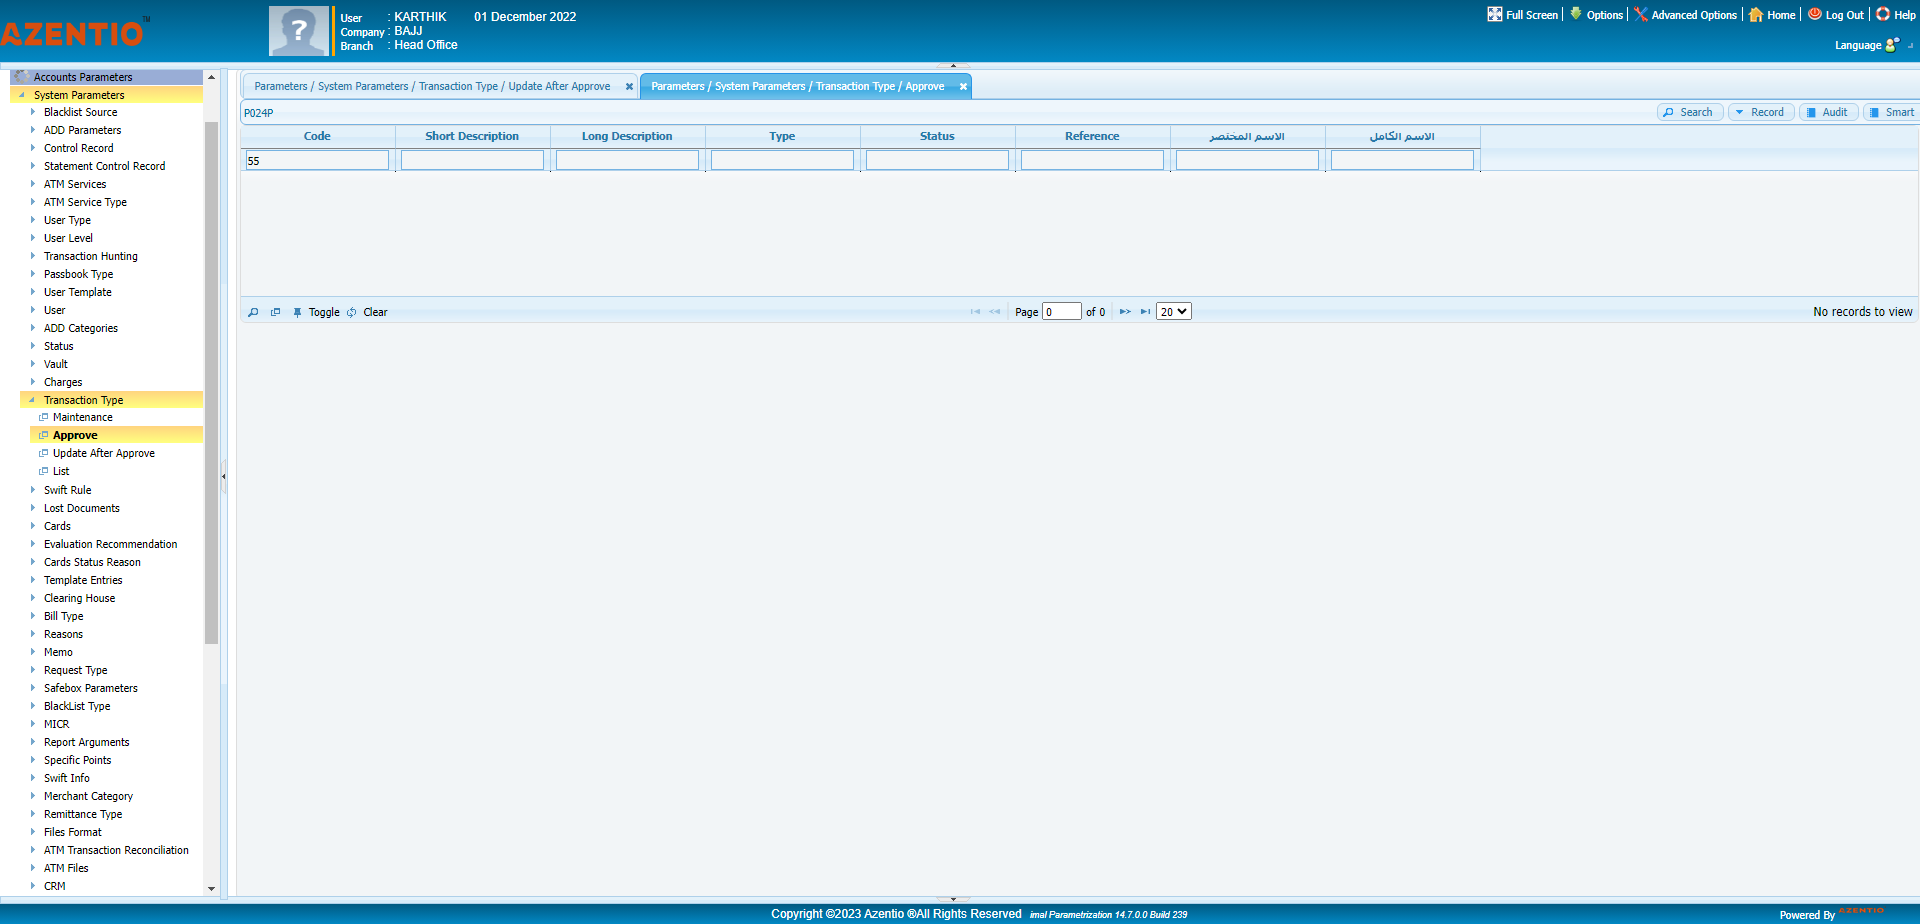 AZENTIO™
User : KARTHIK 01 December 2022
Company : BAJJ
Branch : Head Office
Full Screen Options Advanced Options Home Log Out Help
Language
Accounts Parameters
System Parameters
Blacklist Source
ADD Parameters
Control Record
Statement Control Record
ATM Services
ATM Service Type
User Type
User Level
Transaction Hunting
Passbook Type
User Template
User
ADD Categories
Status
Vault
Charges
Transaction Type
Maintenance
Approve
Update After Approve
List
Swift Rule
Lost Documents
Cards
Evaluation Recommendation
Cards Status Reason
Template Entries
Clearing House
Bill Type
Reasons
Memo
Request Type
Safebox Parameters
BlackList Type
MICR
Report Arguments
Specific Points
Swift Info
Merchant Category
Remittance Type
Files Format
ATM Transaction Reconciliation
ATM Files
CRM
Parameters / System Parameters / Transaction Type / Update After Approve
Parameters / System Parameters / Transaction Type / Approve
P024P
Search Record Audit Smart
Code Short Description Long Description Type Status Reference الاسم المختصر الاسم الكامل
55
Toggle Clear
Page 0 of 0 20
No records to view
Copyright ©2023 Azentio ®All Rights Reserved imal Parametrization 14.7.0.0 Build 239
Powered By AZENTIO